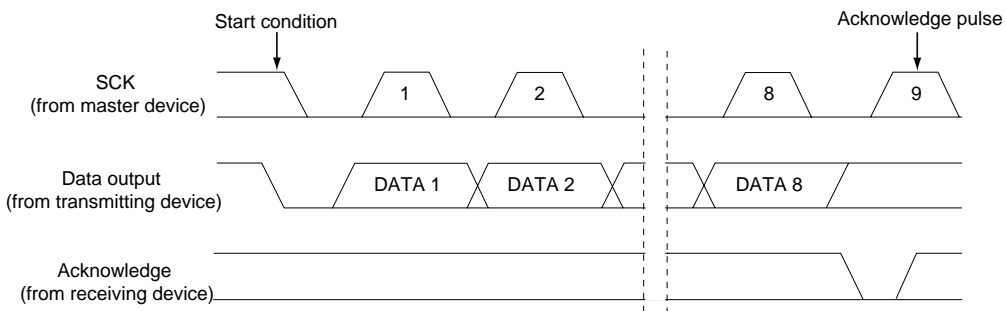 Start condition
Acknowledge pulse
SCK
(from master device)
1
2
8
9
Data output
(from transmitting device)
DATA 1
DATA 2
DATA 8
Acknowledge
(from receiving device)